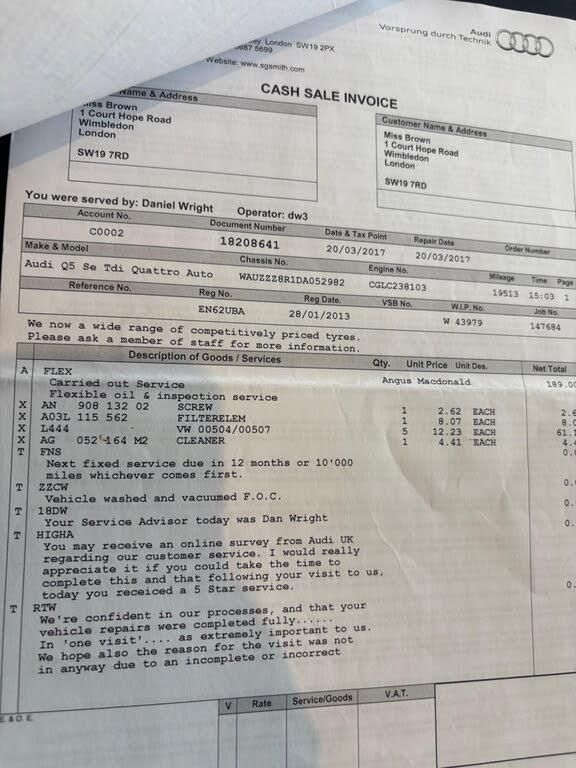 Audi
Vorsprung durch Technik
London SW19 2PX
Website: www.sgsmith.com
CASH SALE INVOICE
Name & Address
Miss Brown
1 Court Hope Road
Wimbledon
London
SW19 7RD
Customer Name & Address
Miss Brown
1 Court Hope Road
Wimbledon
London
SW19 7RD
You were served by: Daniel Wright Operator: dw3
Account No. Document Number Date & Tax Point Repair Date Order Number
C0002 18208641 20/03/2017 20/03/2017
Make & Model Chassis No. Engine No. Mileage Time Page
Audi Q5 Se Tdi Quattro Auto WAUZZZ8R1DA052982 CGLC238103 19513 15:03 1
Reference No. Reg No. Reg Date. VSB No. W.I.P. No. Job No.
EN62UBA 28/01/2013 W 43979 147684
We now a wide range of competitively priced tyres.
Please ask a member of staff for more information.
Description of Goods / Services Qty. Unit Price Unit Des. Net Total
A FLEX Angus Macdonald 189.00
Carried out Service
Flexible oil & inspection service
X AN 908 132 02 SCREW 1 2.62 EACH 2.6
X A03L 115 562 FILTERELEM 1 8.07 EACH 8.0
X L444 VW 00504/00507 5 12.23 EACH 61.1
X AG 052 164 M2 CLEANER 1 4.41 EACH 4.4
T FNS 0.0
Next fixed service due in 12 months or 10'000
miles whichever comes first.
T ZZCW 0.
Vehicle washed and vacuumed F.O.C.
T 18DW 0.
Your Service Advisor today was Dan Wright
T HIGHA 0.
You may receive an online survey from Audi UK
regarding our customer service. I would really
appreciate it if you could take the time to
complete this and that following your visit to us,
today you receiced a 5 Star service.
T RTW 0.
We're confident in our processes, and that your
vehicle repairs were completed fully......
In 'one visit'.... as extremely important to us.
We hope also the reason for the visit was not
in anyway due to an incomplete or incorrect
E & O.E.
V Rate Service/Goods V.A.T.